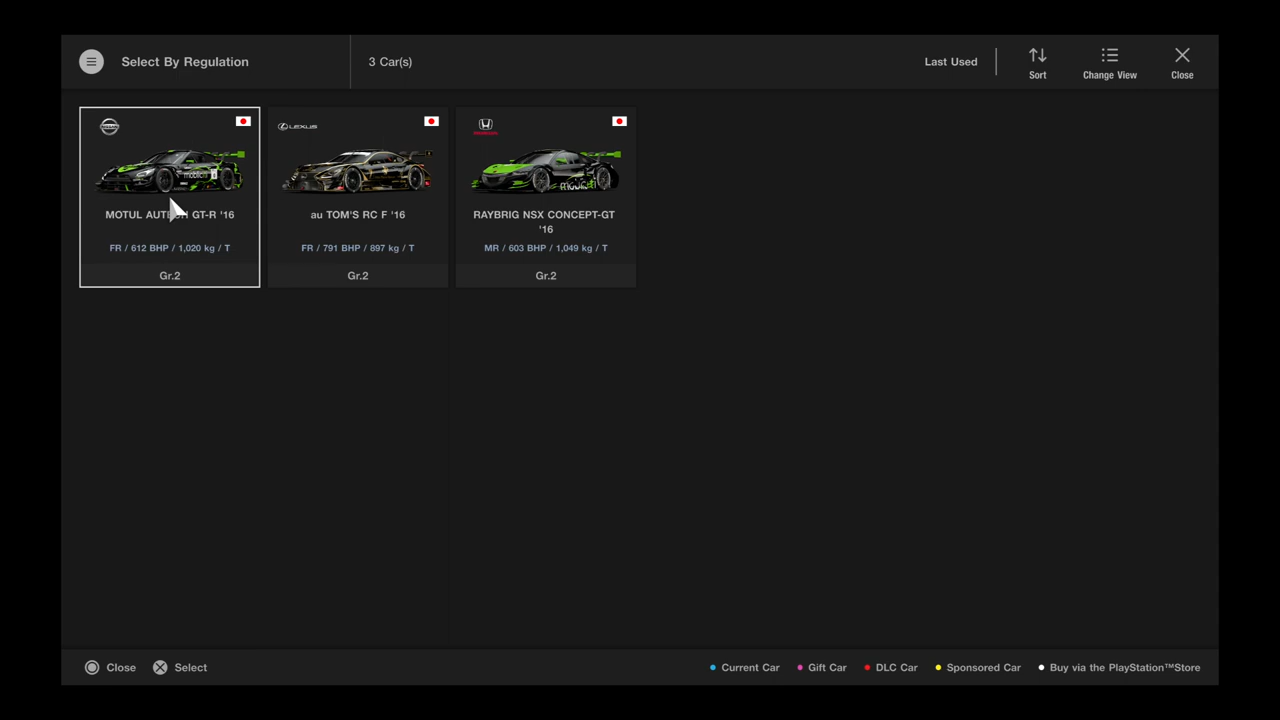 Select By Regulation
3 Car(s)
Last Used
Sort
Change View
Close
MOTUL AUTECH GT-R '16
FR / 612 BHP / 1,020 kg / T
Gr.2
LEXUS
au TOM'S RC F '16
FR / 791 BHP / 897 kg / T
Gr.2
RAYBRIG NSX CONCEPT-GT
'16
MR / 603 BHP / 1,049 kg / T
Gr.2
Close
Select
Current Car
Gift Car
DLC Car
Sponsored Car
Buy via the PlayStation™Store